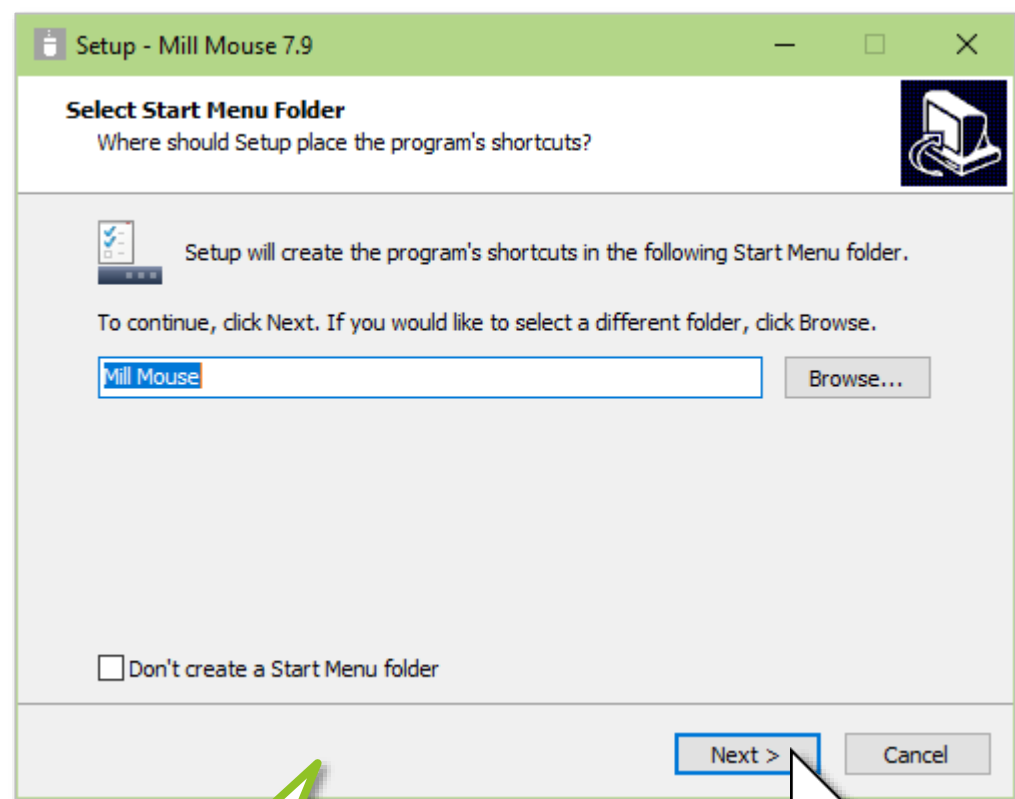 Setup - Mill Mouse 7.9
Select Start Menu Folder
Where should Setup place the program's shortcuts?
Setup will create the program's shortcuts in the following Start Menu folder.
To continue, click Next. If you would like to select a different folder, click Browse.
Mill Mouse
Browse...
Don't create a Start Menu folder
Next >
Cancel